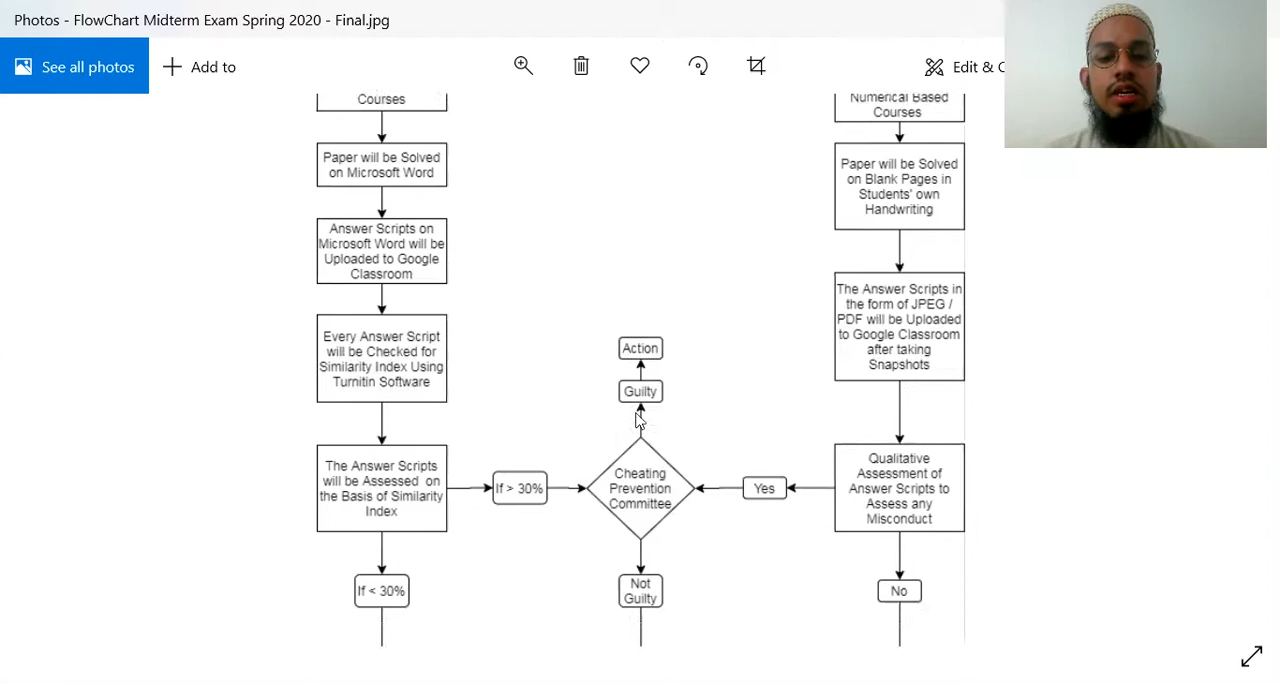 Photos - FlowChart Midterm Exam Spring 2020 - Final.jpg
See all photos
Add to
Edit & C
Courses
Paper will be Solved
on Microsoft Word
Answer Scripts on
Microsoft Word will be
Uploaded to Google
Classroom
Every Answer Script
will be Checked for
Similarity Index Using
Turnitin Software
The Answer Scripts
will be Assessed on
the Basis of Similarity
Index
If > 30%
If < 30%
Action
Guilty
Cheating
Prevention
Committee
Not
Guilty
Yes
Numerical Based
Courses
Paper will be Solved
on Blank Pages in
Students' own
Handwriting
The Answer Scripts in
the form of JPEG /
PDF will be Uploaded
to Google Classroom
after taking
Snapshots
Qualitative
Assessment of
Answer Scripts to
Assess any
Misconduct
No